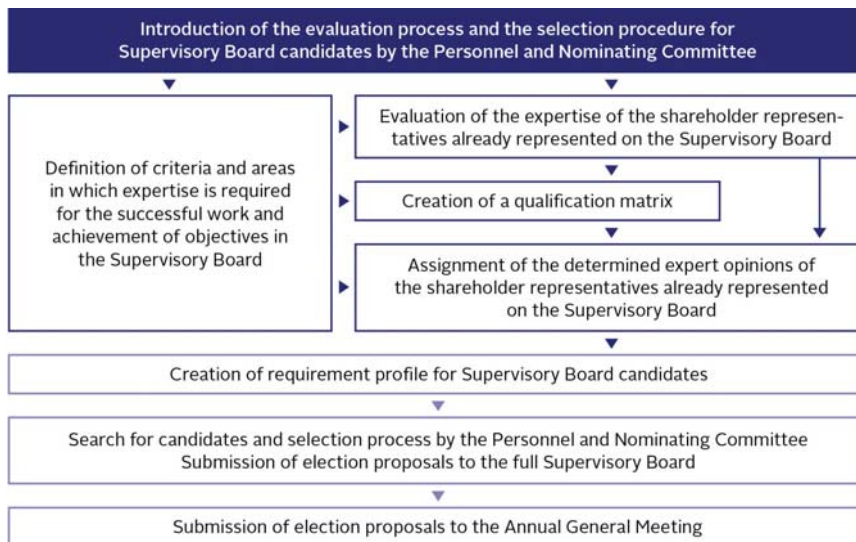 Introduction of the evaluation process and the selection procedure for
Supervisory Board candidates by the Personnel and Nominating Committee
Definition of criteria and areas
in which expertise is required
for the successful work and
achievement of objectives in
the Supervisory Board
Evaluation of the expertise of the shareholder represen-
tatives already represented on the Supervisory Board
Creation of a qualification matrix
Assignment of the determined expert opinions of
the shareholder representatives already represented
on the Supervisory Board
Creation of requirement profile for Supervisory Board candidates
Search for candidates and selection process by the Personnel and Nominating Committee
Submission of election proposals to the full Supervisory Board
Submission of election proposals to the Annual General Meeting